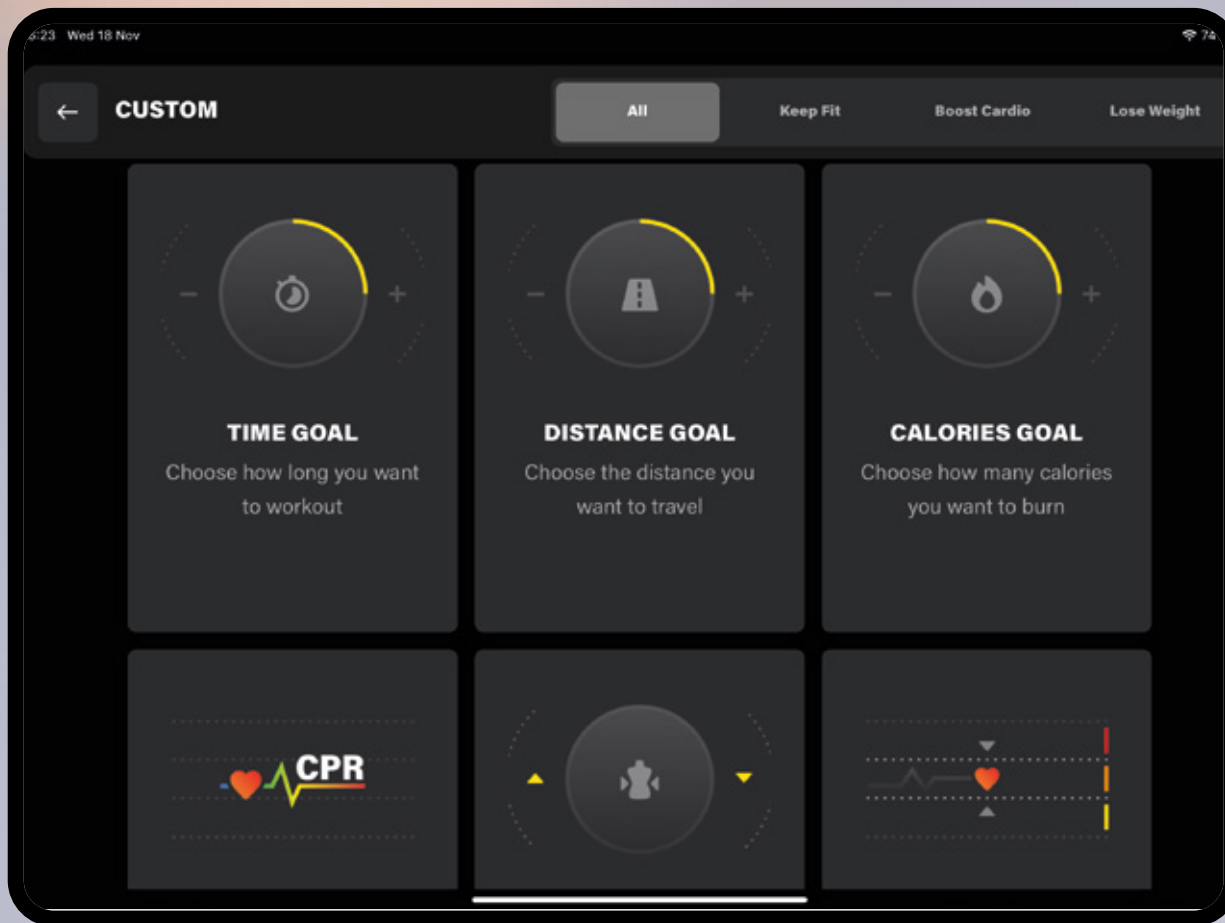 :23 Wed 18 Nov
74
CUSTOM
All
Keep Fit
Boost Cardio
Lose Weight
TIME GOAL
Choose how long you want
to workout
DISTANCE GOAL
Choose the distance you
want to travel
CALORIES GOAL
Choose how many calories
you want to burn
CPR